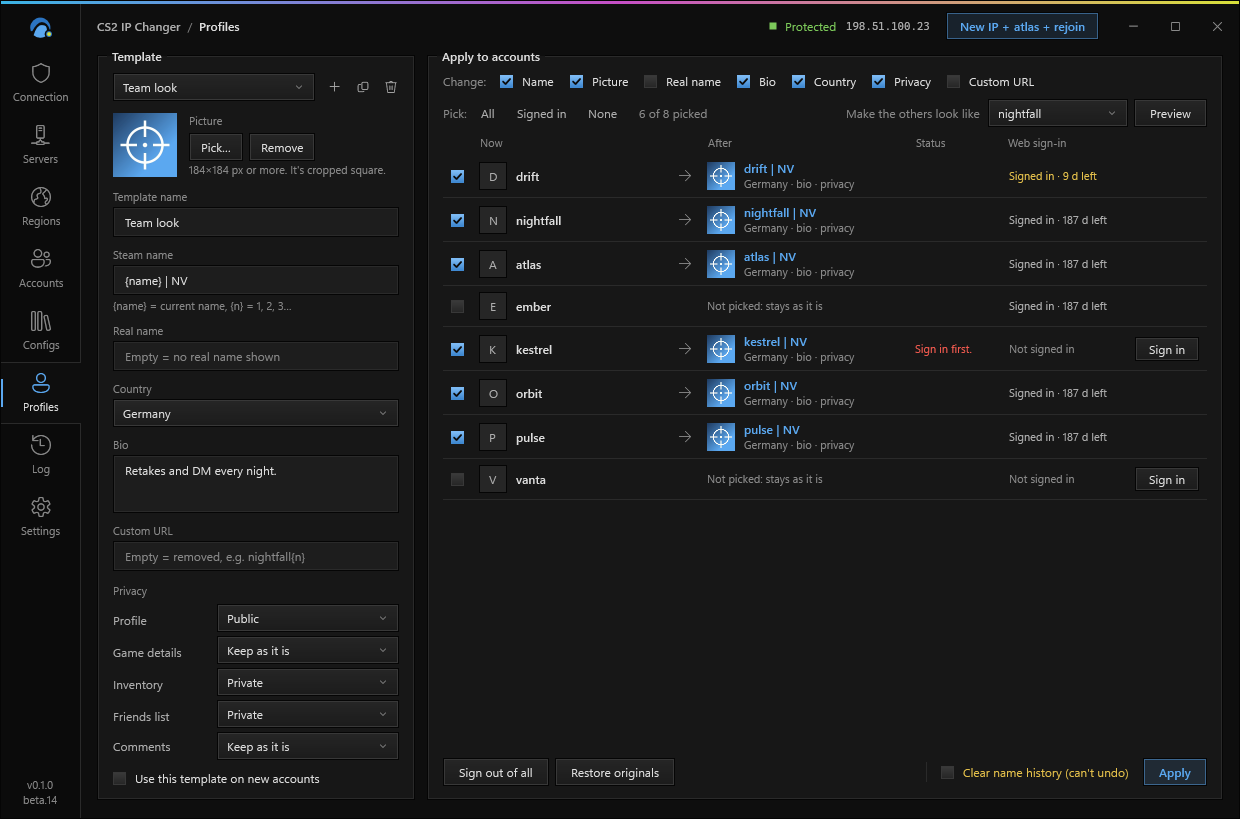 CS2 IP Changer / Profiles
Protected 198.51.100.23 New IP + atlas + rejoin
Connection
Servers
Regions
Accounts
Configs
Profiles
Log
Settings
v0.1.0
beta.14
Template
Team look
Picture
Pick... Remove
184×184 px or more. It's cropped square.
Template name
Team look
Steam name
{name} | NV
{name} = current name, {n} = 1, 2, 3...
Real name
Empty = no real name shown
Country
Germany
Bio
Retakes and DM every night.
Custom URL
Empty = removed, e.g. nightfall{n}
Privacy
Profile Public
Game details Keep as it is
Inventory Private
Friends list Private
Comments Keep as it is
Use this template on new accounts
Apply to accounts
Change: Name Picture Real name Bio Country Privacy Custom URL
Pick: All Signed in None 6 of 8 picked Make the others look like nightfall Preview
Now After Status Web sign-in
D drift drift | NV Signed in · 9 d left
Germany · bio · privacy
N nightfall nightfall | NV Signed in · 187 d left
Germany · bio · privacy
A atlas atlas | NV Signed in · 187 d left
Germany · bio · privacy
E ember Not picked: stays as it is Signed in · 187 d left
K kestrel kestrel | NV Sign in first. Not signed in Sign in
Germany · bio · privacy
O orbit orbit | NV Signed in · 187 d left
Germany · bio · privacy
P pulse pulse | NV Signed in · 187 d left
Germany · bio · privacy
V vanta Not picked: stays as it is Not signed in Sign in
Sign out of all Restore originals Clear name history (can't undo) Apply